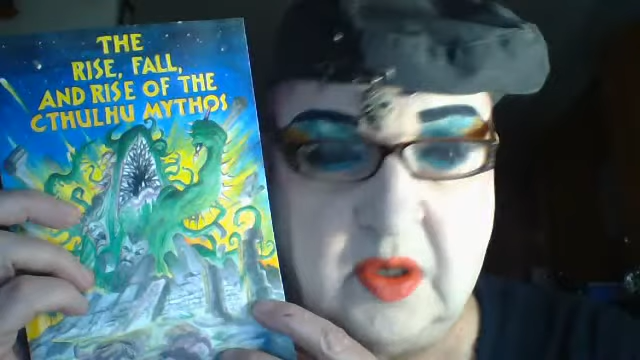 THE
RISE, FALL,
AND RISE OF THE
CTHULHU MYTHOS